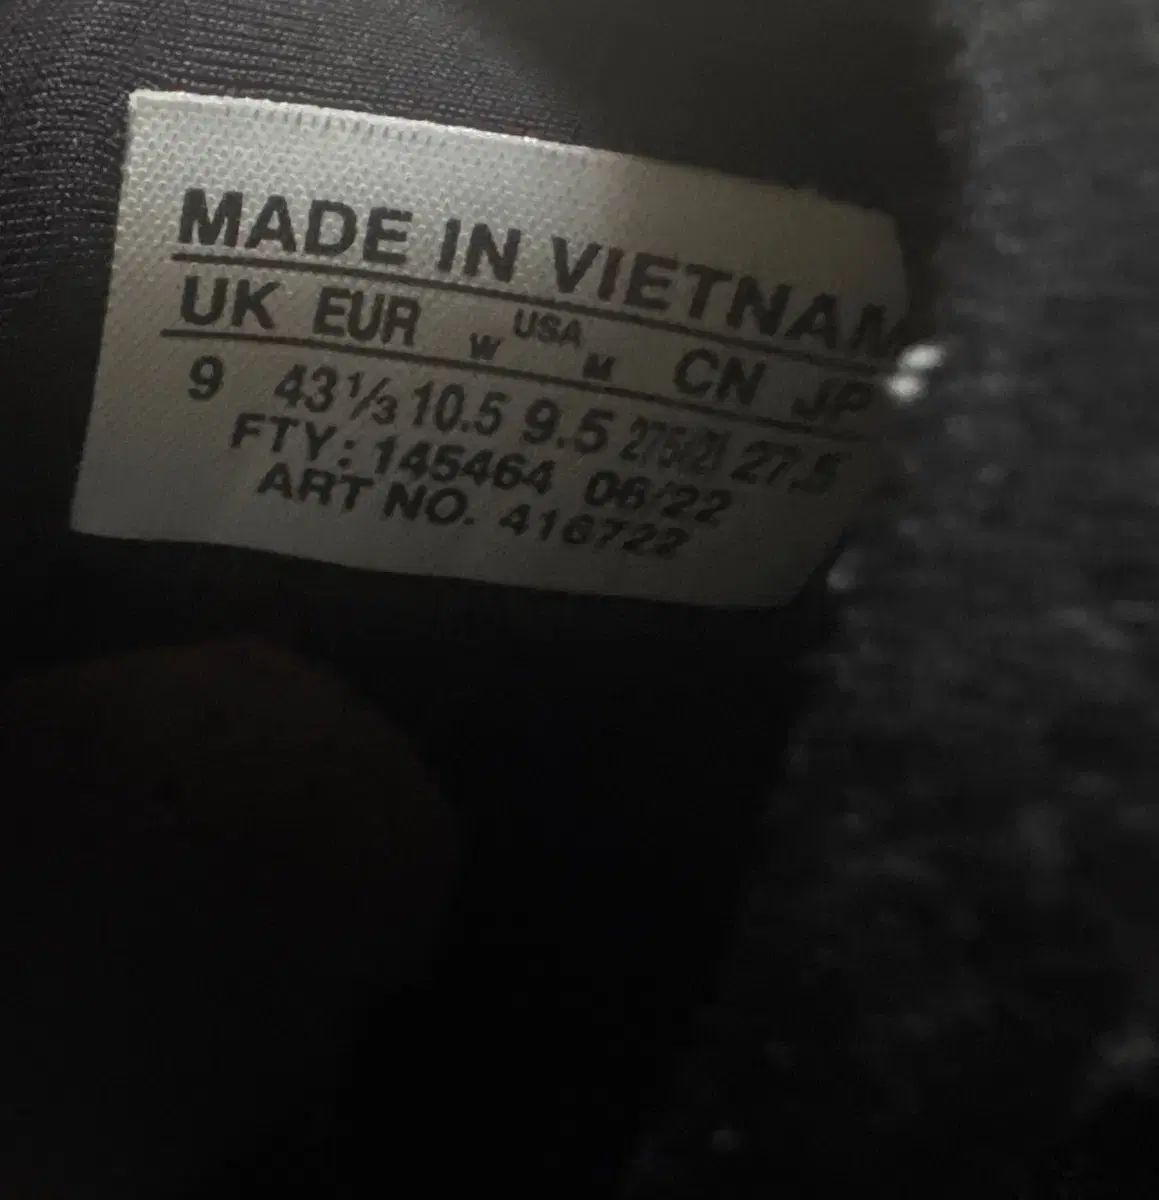 MADE IN VIETNAM
UK EUR W USA M CN JP
9 43⅓ 10.5 9.5 275(2) 27.5
FTY: 145464 06/22
ART NO. 416722